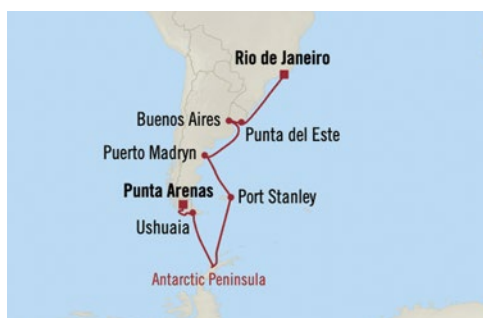 Rio de Janeiro
Buenos Aires
Punta del Este
Puerto Madryn
Punta Arenas
Port Stanley
Ushuaia
Antarctic Peninsula